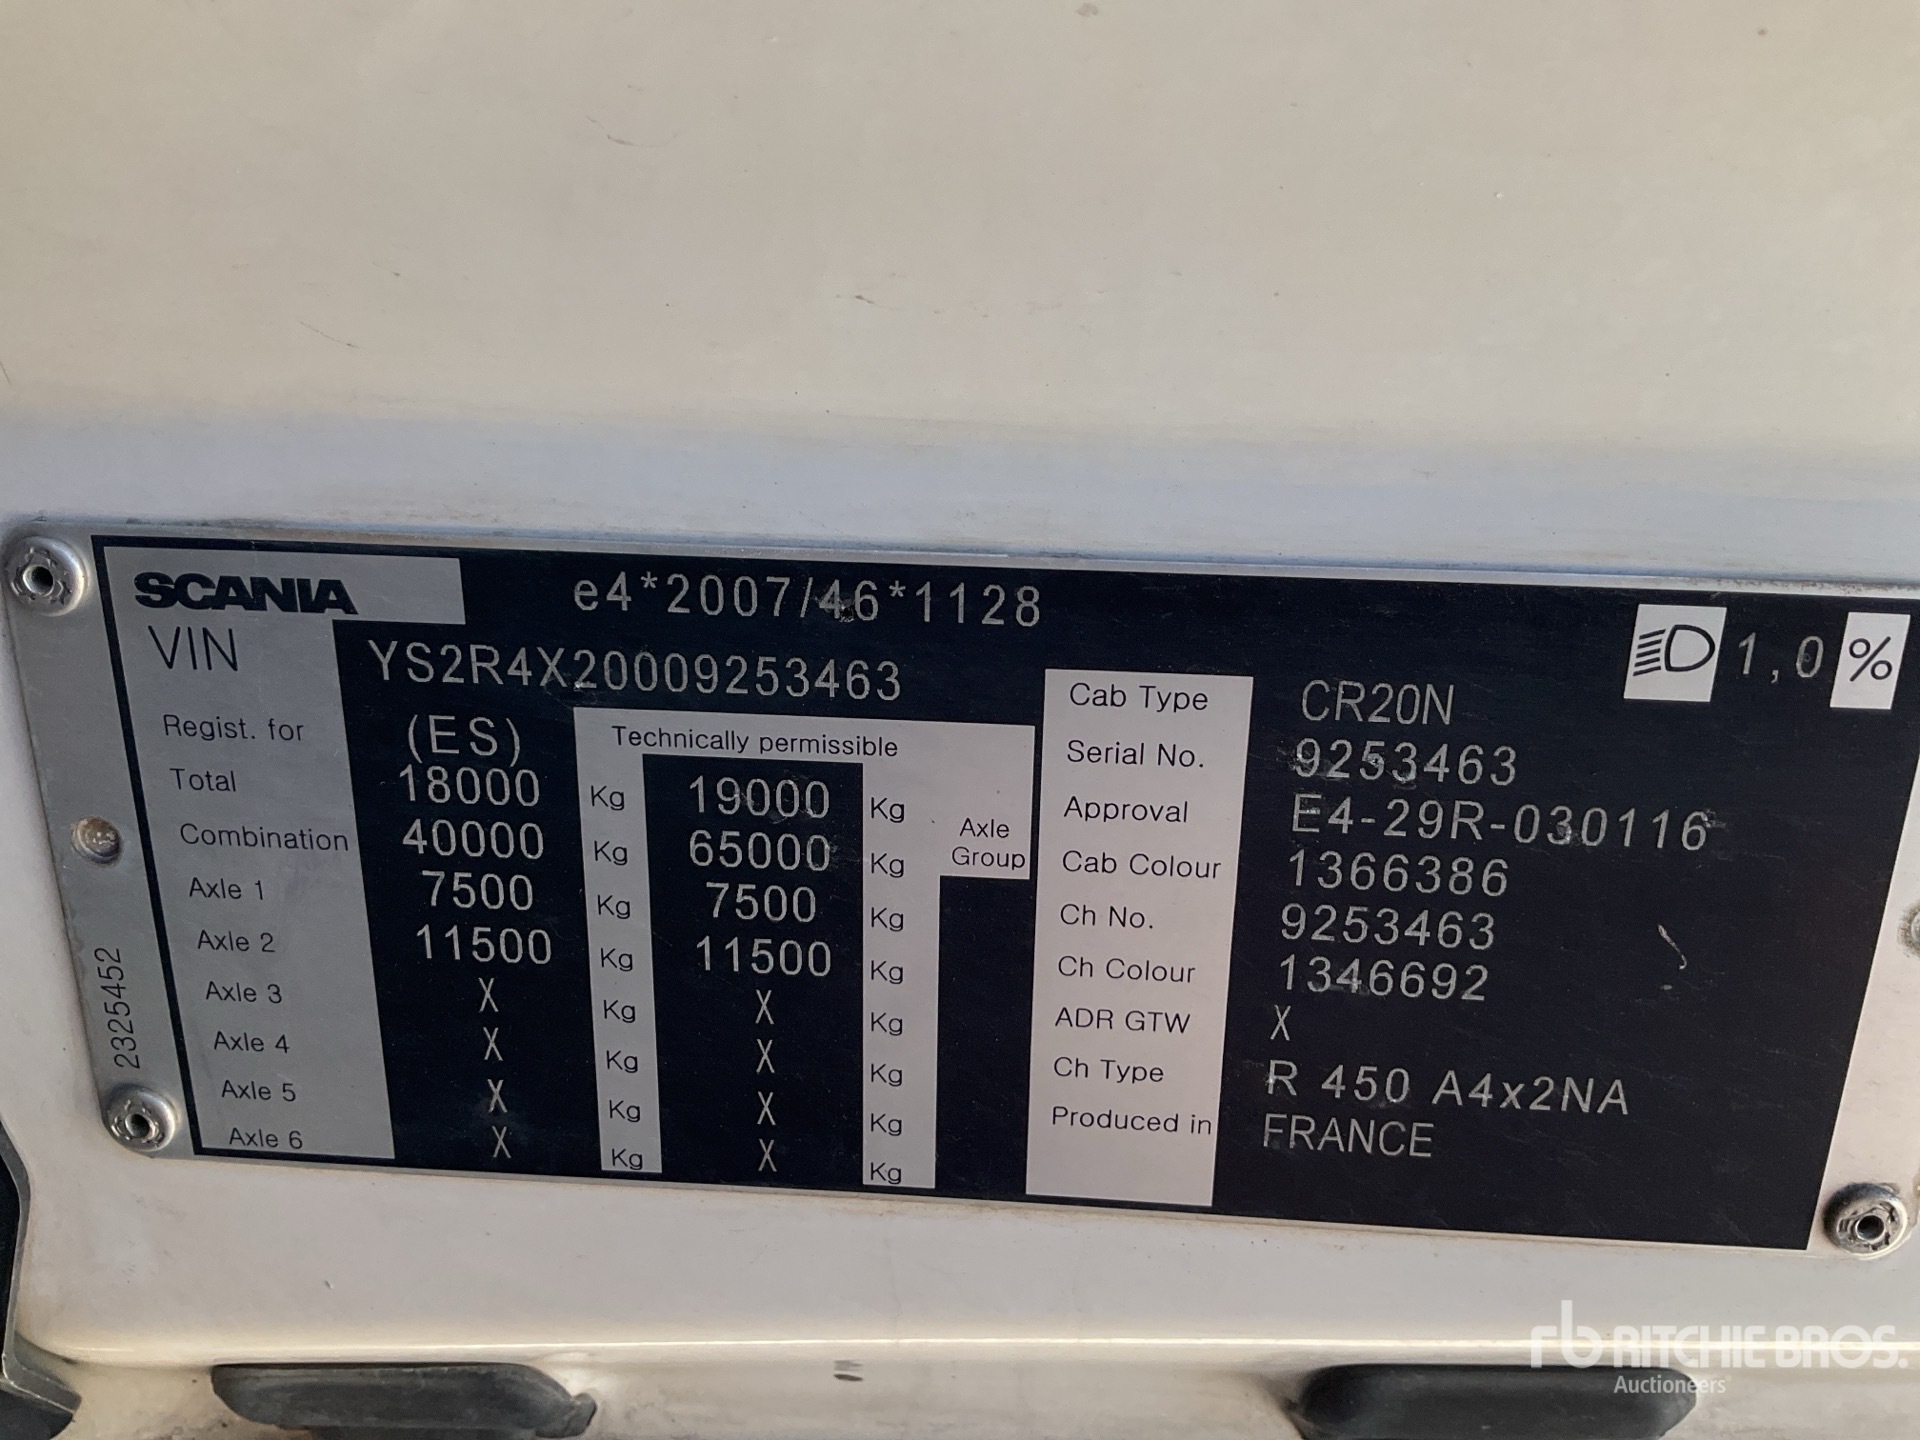 SCANIA e4*2007/46*1128
VIN YS2R4X20009253463
1,0 %
Regist. for (ES) Technically permissible
Total 18000 Kg 19000 Kg
Combination 40000 Kg 65000 Kg Axle Group
Axle 1 7500 Kg 7500 Kg
Axle 2 11500 Kg 11500 Kg
Axle 3 X Kg X Kg
Axle 4 X Kg X Kg
Axle 5 X Kg X Kg
Axle 6 X Kg X Kg
Cab Type CR20N
Serial No. 9253463
Approval E4-29R-030116
Cab Colour 1366386
Ch No. 9253463
Ch Colour 1346692
ADR GTW X
Ch Type R 450 A4x2NA
Produced in FRANCE
2325452
rb RITCHIE BROS.
Auctioneers